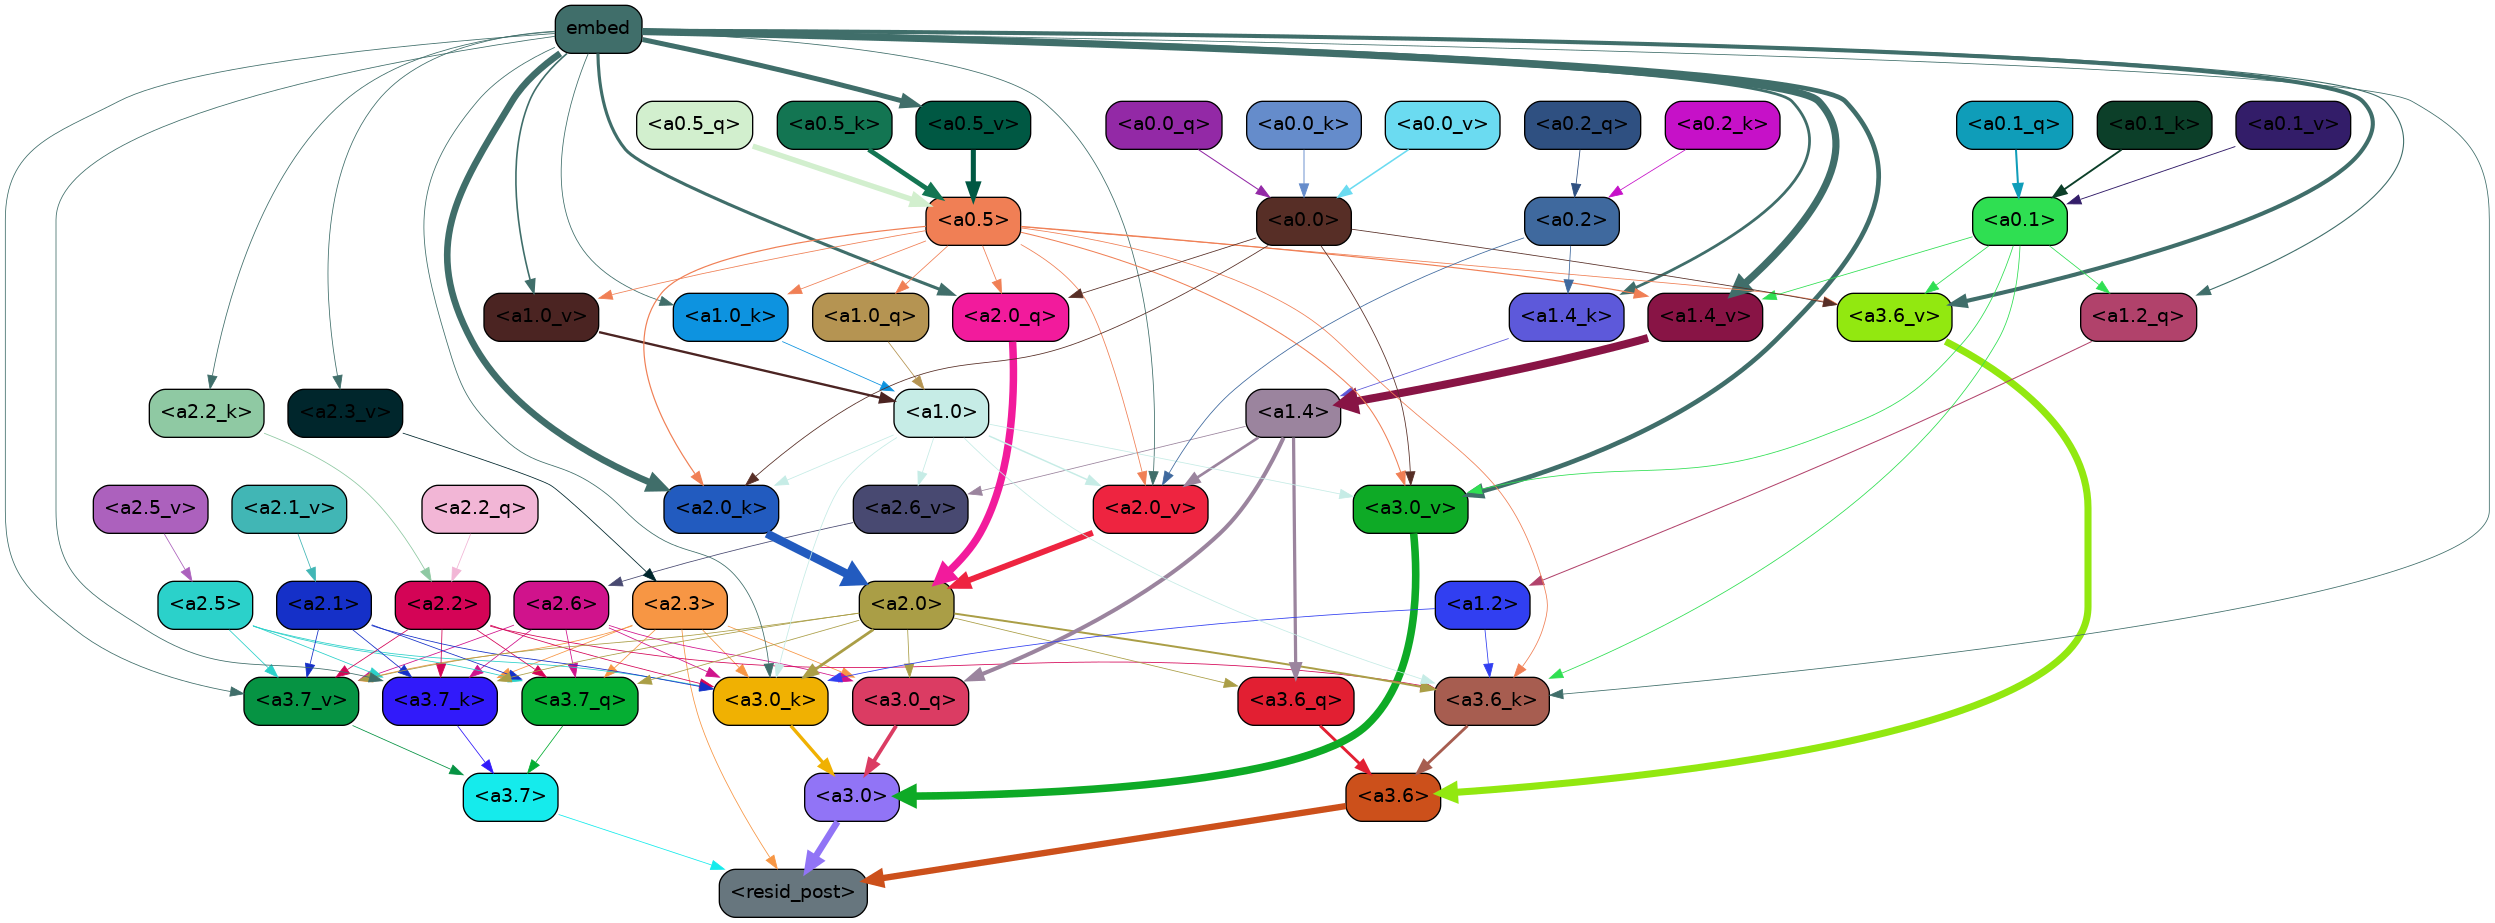 embed
<a0.5_q>
<a0.5_k>
<a0.5_v>
<a0.0_q>
<a0.0_k>
<a0.0_v>
<a0.2_q>
<a0.2_k>
<a0.1_q>
<a0.1_k>
<a0.1_v>
<a0.5>
<a0.0>
<a0.2>
<a0.1>
<a1.0_v>
<a1.0_k>
<a1.0_q>
<a2.0_q>
<a1.4_k>
<a1.4_v>
<a3.6_v>
<a1.2_q>
<a2.2_k>
<a2.3_v>
<a1.0>
<a1.4>
<a2.5_v>
<a2.1_v>
<a2.2_q>
<a2.0_k>
<a2.6_v>
<a2.0_v>
<a3.0_v>
<a2.5>
<a2.1>
<a2.2>
<a2.6>
<a2.3>
<a2.0>
<a1.2>
<a3.7_v>
<a3.7_k>
<a3.7_q>
<a3.0_k>
<a3.0_q>
<a3.6_q>
<a3.6_k>
<a3.7>
<a3.0>
<a3.6>
<resid_post>